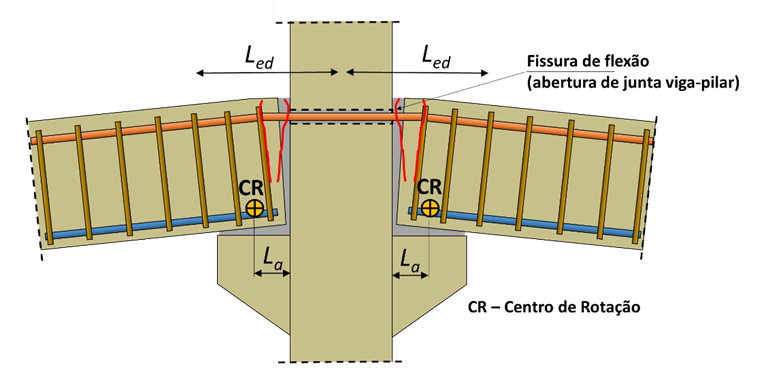 L_ed
L_ed
Fissura de flexão
(abertura de junta viga-pilar)
CR
CR
L_a
L_a
CR – Centro de Rotação